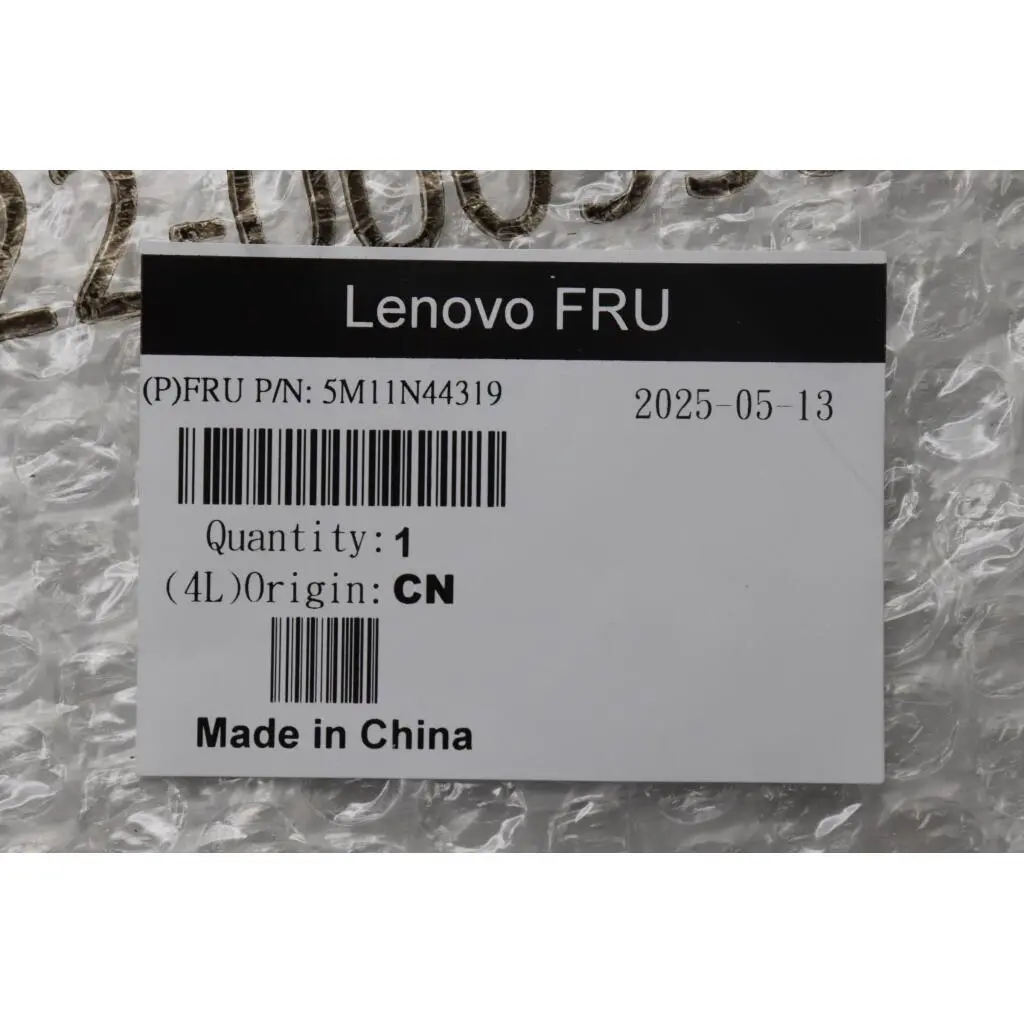 Lenovo FRU
(P)FRU P/N: 5M11N44319
2025-05-13
Quantity: 1
(4L)Origin: CN
Made in China